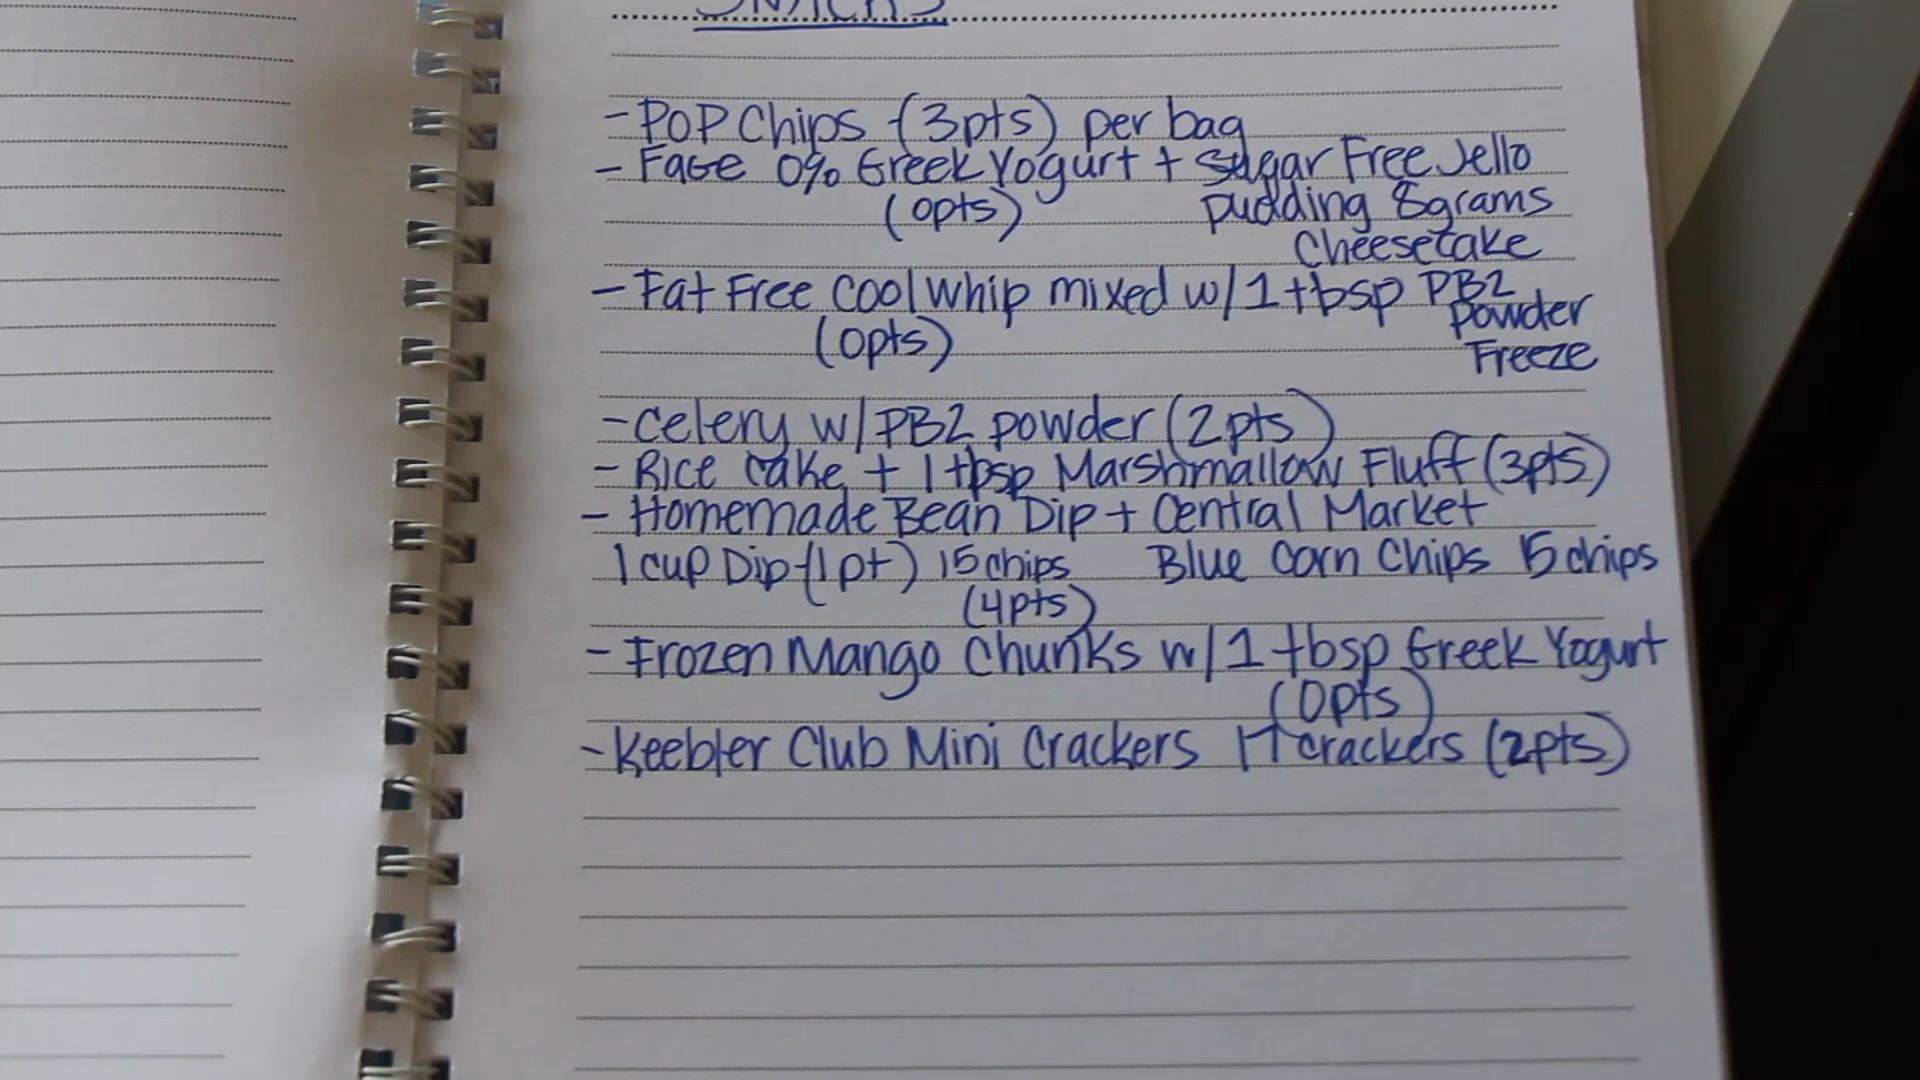 SNACKS
- POP Chips (3pts) per bag
- Fage 0% Greek Yogurt + Sugar Free Jello
(0pts) pudding 8grams
Cheesecake
- Fat Free Cool Whip mixed w/ 1 tbsp PB2
powder
(0pts) Freeze
- Celery w/ PB2 powder (2pts)
- Rice Cake + 1 tbsp Marshmallow Fluff (3pts)
- Homemade Bean Dip + Central Market
1 cup Dip (1pt) 15 chips Blue Corn Chips 15 chips
(4pts)
- Frozen Mango Chunks w/ 1 tbsp Greek Yogurt
(0pts)
- Keebler Club Mini Crackers 17 crackers (2pts)